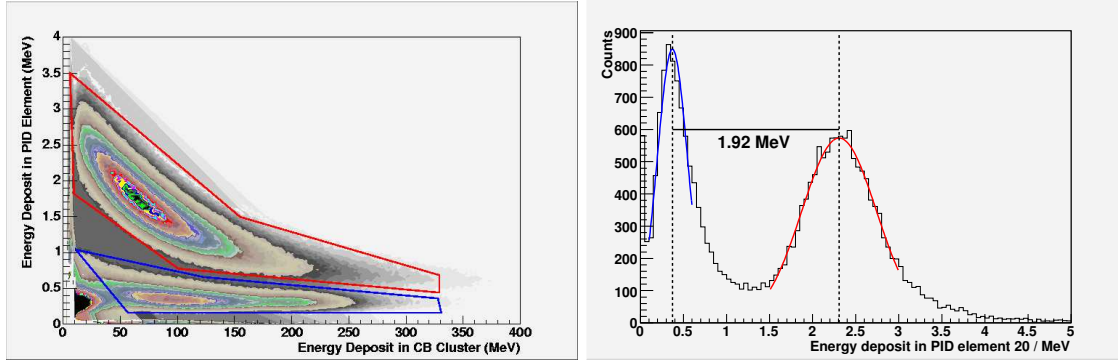 4
3.5
3
2.5
2
1.5
1
0.5
0
Energy Deposit in PID Element (MeV)
0 50 100 150 200 250 300 350 400
Energy Deposit in CB Cluster (MeV)
Counts
900
800
700
600
500
400
300
200
100
0
1.92 MeV
0 0.5 1 1.5 2 2.5 3 3.5 4 4.5 5
Energy deposit in PID element 20 / MeV